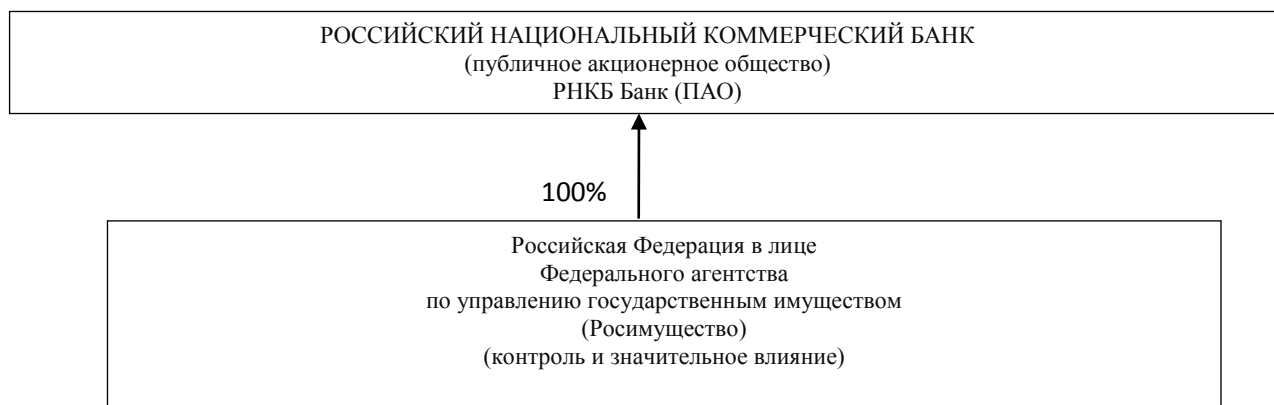 РОССИЙСКИЙ НАЦИОНАЛЬНЫЙ КОММЕРЧЕСКИЙ БАНК
(публичное акционерное общество)
РНКБ Банк (ПАО)
100%
Российская Федерация в лице
Федерального агентства
по управлению государственным имуществом
(Росимущество)
(контроль и значительное влияние)